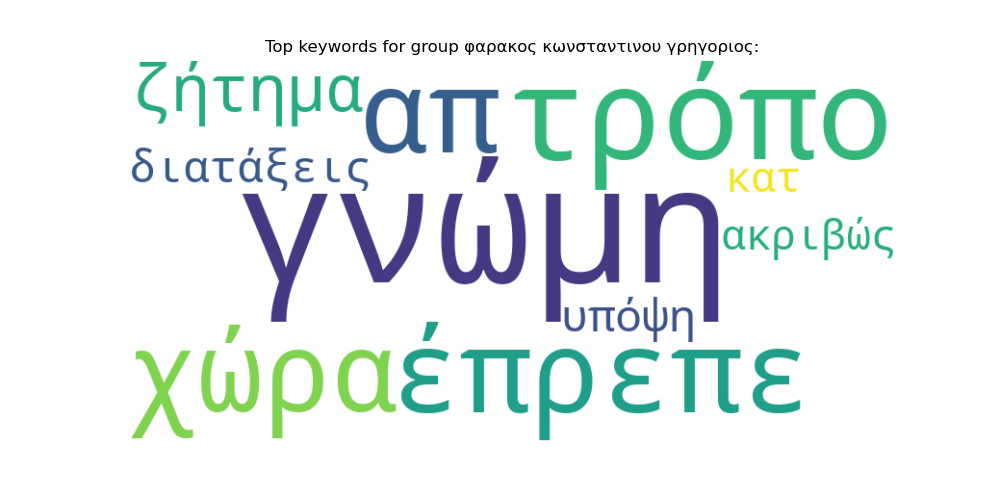 Top keywords for group φαρακος κωνσταντινου γρηγοριος:
ζήτημα
απ
τρόπο
διατάξεις
κατ
γνώμη
ακριβώς
υπόψη
χώρα
έπρεπε